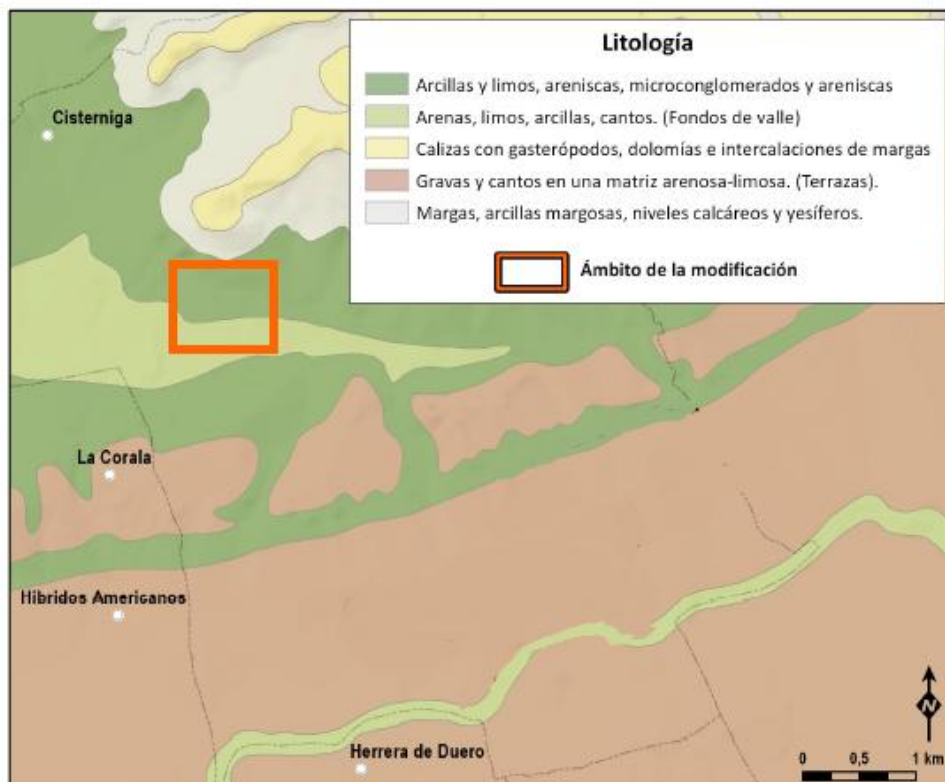 Litología
Arcillas y limos, areniscas, microconglomerados y areniscas
Arenas, limos, arcillas, cantos. (Fondos de valle)
Calizas con gasterópodos, dolomías e intercalaciones de margas
Gravas y cantos en una matriz arenosa-limosa. (Terrazas).
Margas, arcillas margosas, niveles calcáreos y yesíferos.
Ámbito de la modificación
Cisterniga
La Corala
Hibridos Americanos
Herrera de Duero
N
0 0,5 1 km